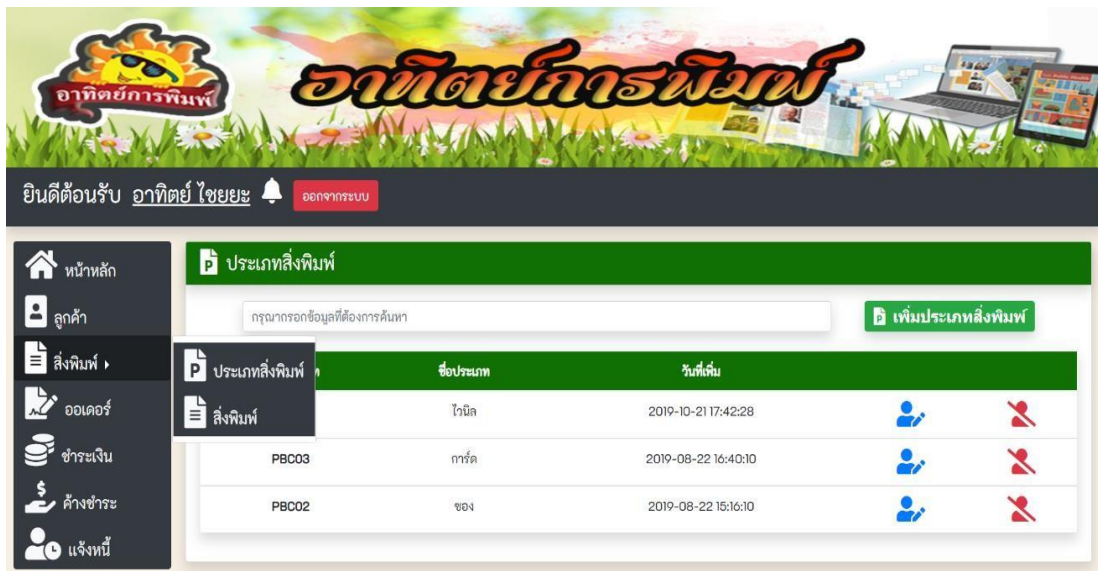 อาทิตย์การพิมพ์
อาทิตย์การพิมพ์
ยินดีต้อนรับ อาทิตย์ ไชยยะ ออกจากระบบ
หน้าหลัก
ลูกค้า
สิ่งพิมพ์
ออเดอร์
ชำระเงิน
ค้างชำระ
แจ้งหนี้
ประเภทสิ่งพิมพ์
สิ่งพิมพ์
P ประเภทสิ่งพิมพ์
กรุณากรอกข้อมูลที่ต้องการค้นหา
เพิ่มประเภทสิ่งพิมพ์
ชื่อประเภท วันที่เพิ่ม
ไวนิล 2019-10-21 17:42:28
PBC03 การ์ด 2019-08-22 16:40:10
PBC02 ซอง 2019-08-22 15:16:10